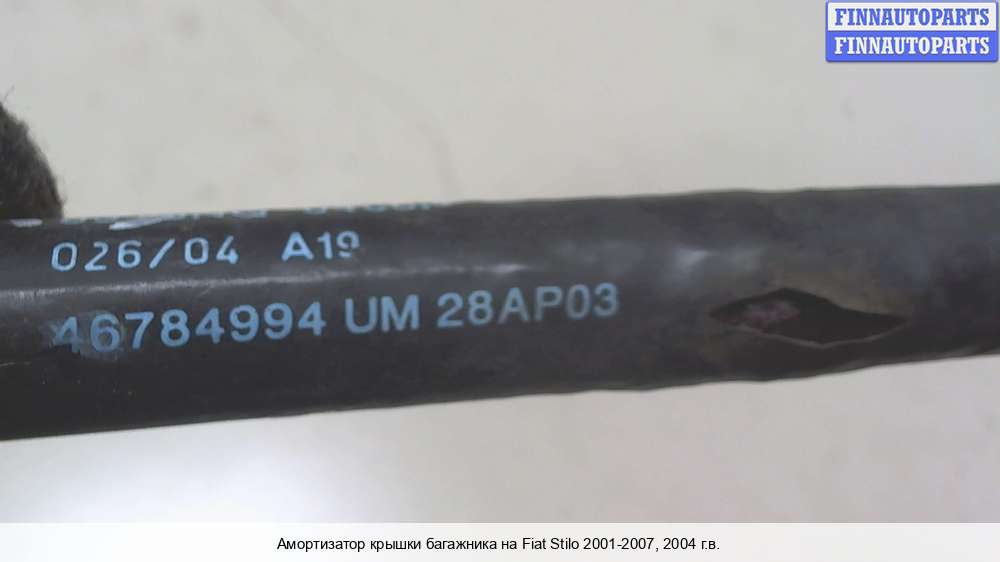 FINNAUTOPARTS
FINNAUTOPARTS
026/04 A19
46784994 UM 28AP03
Амортизатор крышки багажника на Fiat Stilo 2001-2007, 2004 г.в.